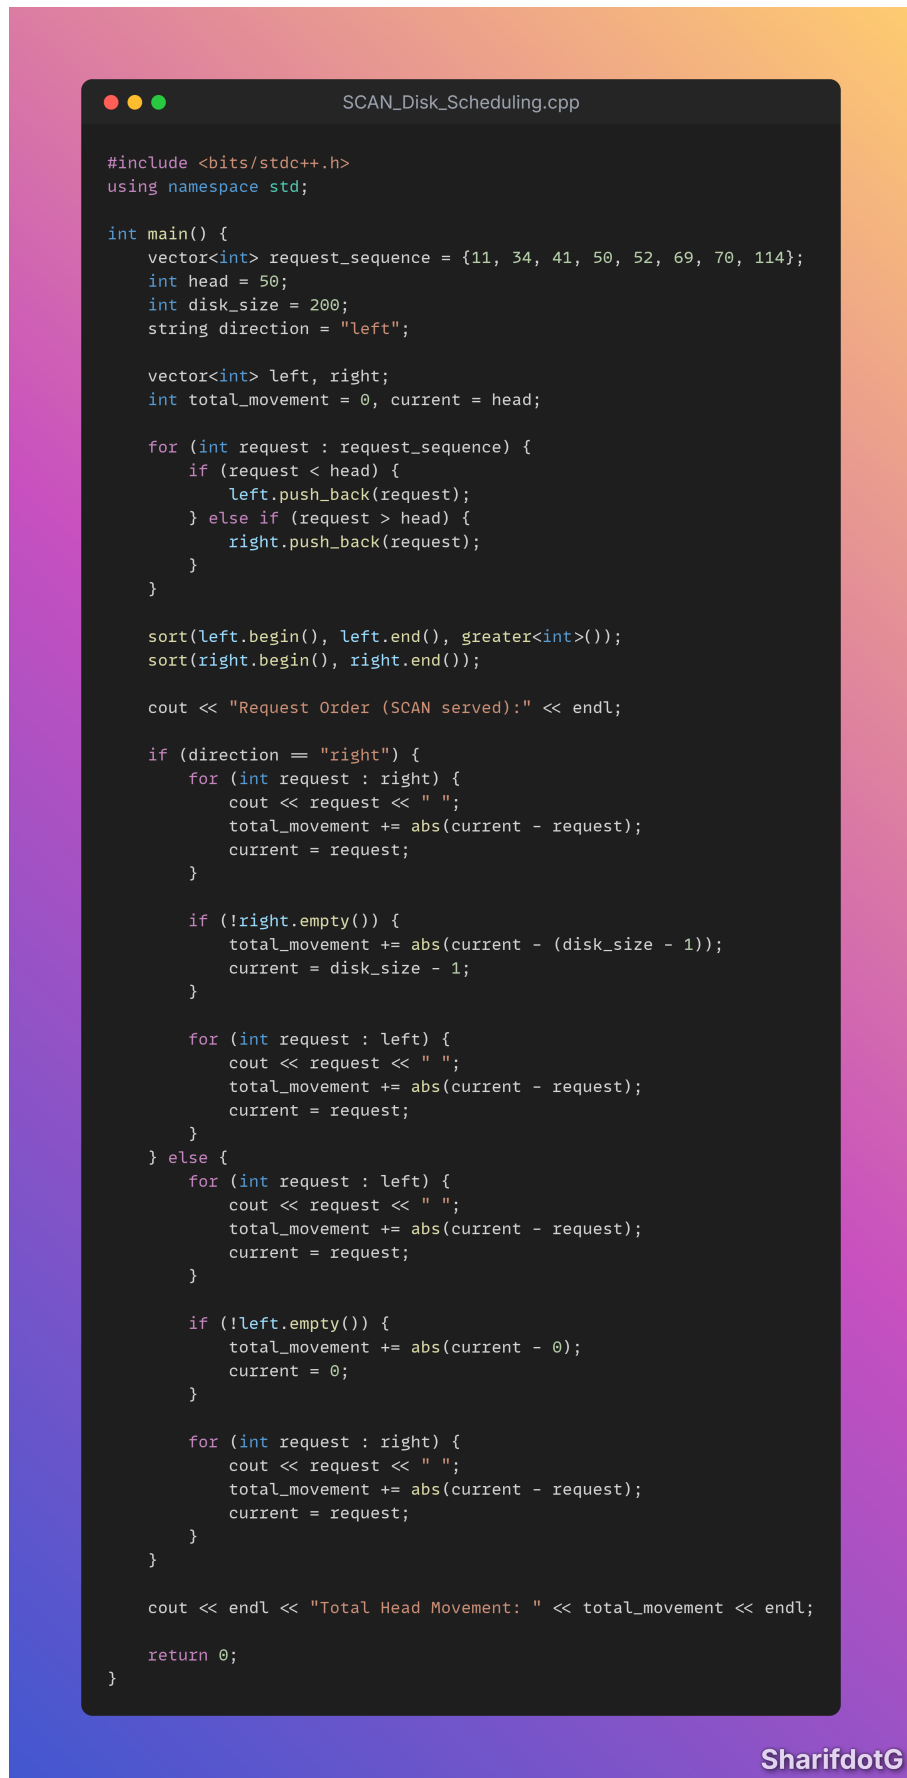 SCAN_Disk_Scheduling.cpp
#include <bits/stdc++.h>
using namespace std;
int main() {
    vector<int> request_sequence = {11, 34, 41, 50, 52, 69, 70, 114};
    int head = 50;
    int disk_size = 200;
    string direction = "left";
    vector<int> left, right;
    int total_movement = 0, current = head;
    for (int request : request_sequence) {
        if (request < head) {
            left.push_back(request);
        } else if (request > head) {
            right.push_back(request);
        }
    }
    sort(left.begin(), left.end(), greater<int>());
    sort(right.begin(), right.end());
    cout << "Request Order (SCAN served):" << endl;
    if (direction == "right") {
        for (int request : right) {
            cout << request << " ";
            total_movement += abs(current - request);
            current = request;
        }
        if (!right.empty()) {
            total_movement += abs(current - (disk_size - 1));
            current = disk_size - 1;
        }
        for (int request : left) {
            cout << request << " ";
            total_movement += abs(current - request);
            current = request;
        }
    } else {
        for (int request : left) {
            cout << request << " ";
            total_movement += abs(current - request);
            current = request;
        }
        if (!left.empty()) {
            total_movement += abs(current - 0);
            current = 0;
        }
        for (int request : right) {
            cout << request << " ";
            total_movement += abs(current - request);
            current = request;
        }
    }
    cout << endl << "Total Head Movement: " << total_movement << endl;
    return 0;
}
SharifdotG